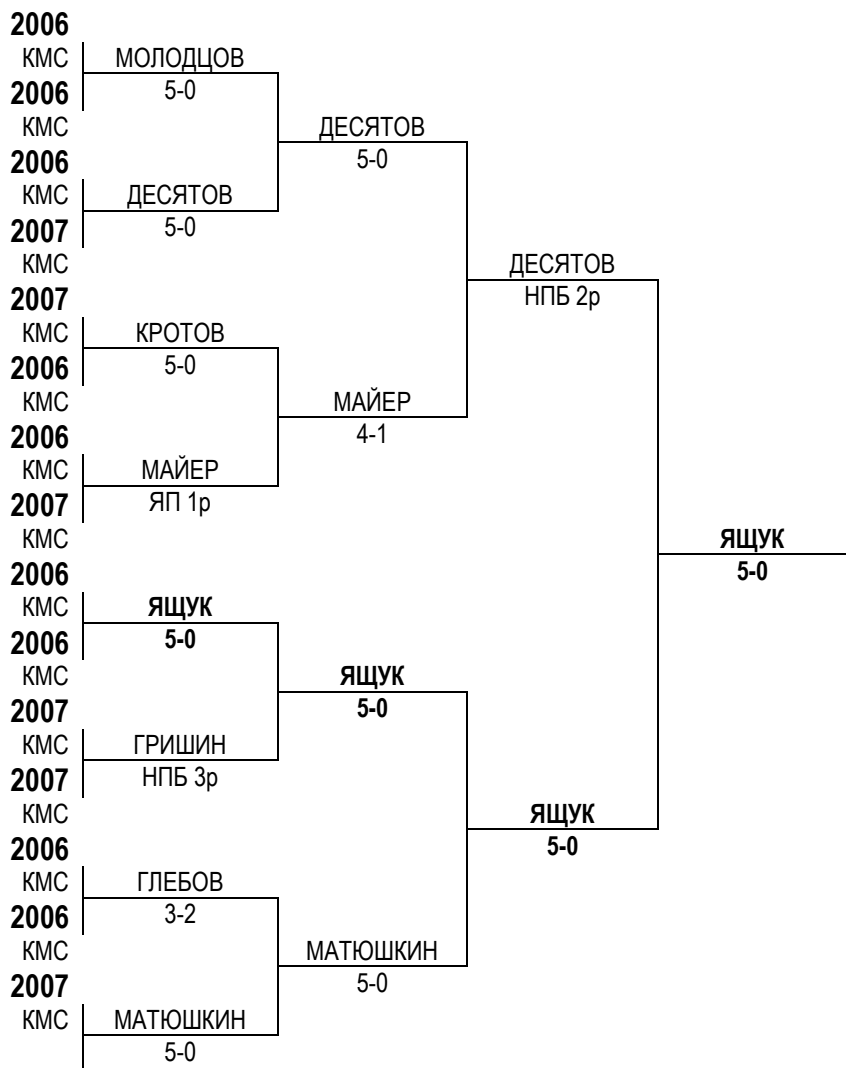 2006
КМС МОЛОДЦОВ
2006 5-0
КМС ДЕСЯТОВ
2006 5-0
КМС ДЕСЯТОВ
2007 5-0
КМС ДЕСЯТОВ
2007 НПБ 2р
КМС КРОТОВ
2006 5-0
КМС МАЙЕР
2006 4-1
КМС МАЙЕР
2007 ЯП 1р
КМС ЯЩУК
2006 5-0
КМС ЯЩУК
2006 5-0
КМС ЯЩУК
2007 5-0
КМС ГРИШИН
2007 НПБ 3р
КМС ЯЩУК
2006 5-0
КМС ГЛЕБОВ
2006 3-2
КМС МАТЮШКИН
2007 5-0
КМС МАТЮШКИН
5-0